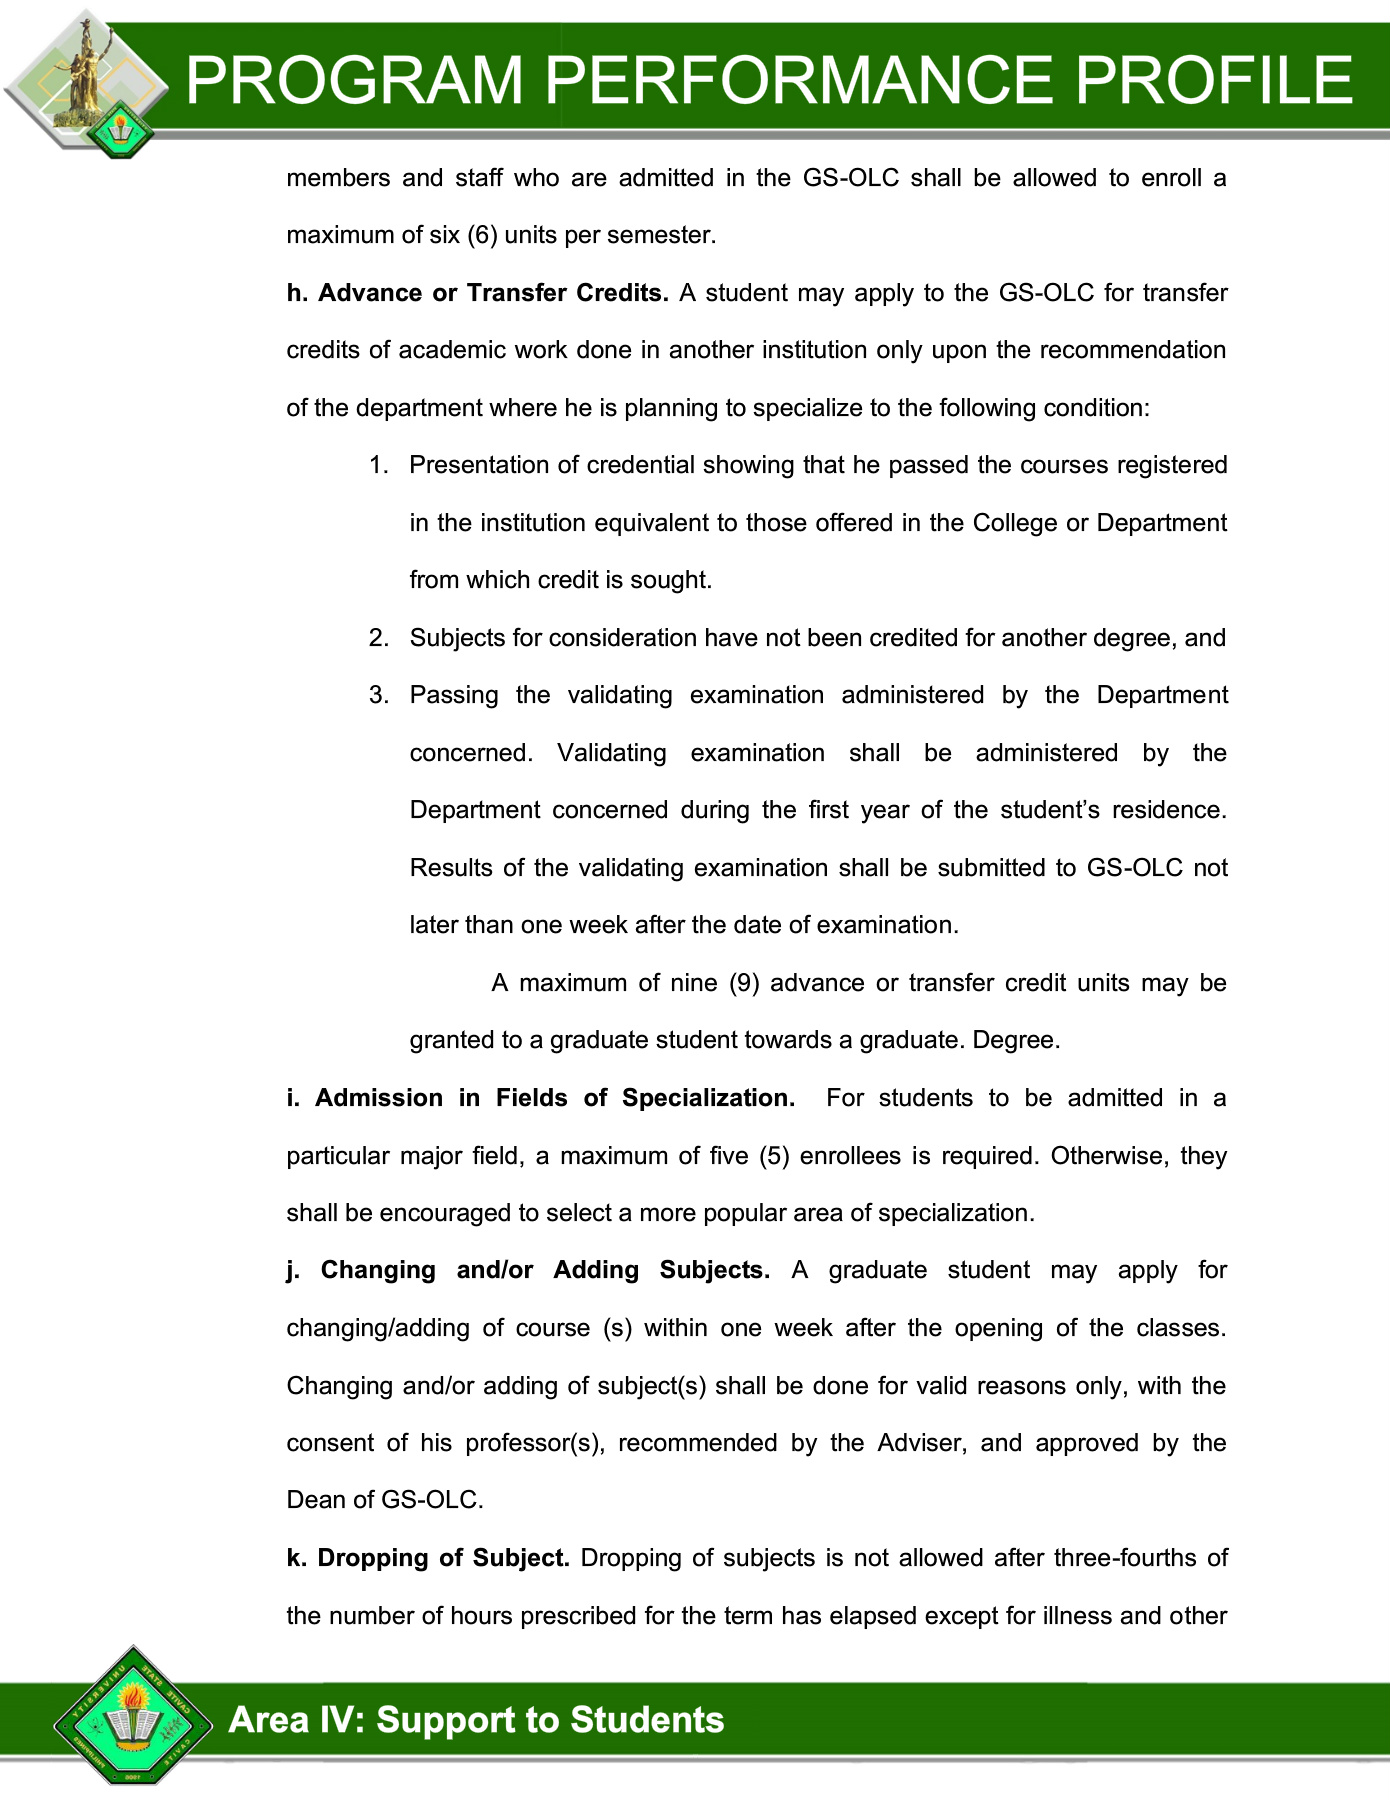 PROGRAM PERFORMANCE PROFILE
members and staff who are admitted in the GS-OLC shall be allowed to enroll a
maximum of six (6) units per semester.
h. Advance or Transfer Credits. A student may apply to the GS-OLC for transfer
credits of academic work done in another institution only upon the recommendation
of the department where he is planning to specialize to the following condition:
1. Presentation of credential showing that he passed the courses registered
in the institution equivalent to those offered in the College or Department
from which credit is sought.
2. Subjects for consideration have not been credited for another degree, and
3. Passing the validating examination administered by the Department
concerned. Validating examination shall be administered by the
Department concerned during the first year of the student’s residence.
Results of the validating examination shall be submitted to GS-OLC not
later than one week after the date of examination.
A maximum of nine (9) advance or transfer credit units may be
granted to a graduate student towards a graduate. Degree.
i. Admission in Fields of Specialization. For students to be admitted in a
particular major field, a maximum of five (5) enrollees is required. Otherwise, they
shall be encouraged to select a more popular area of specialization.
j. Changing and/or Adding Subjects. A graduate student may apply for
changing/adding of course (s) within one week after the opening of the classes.
Changing and/or adding of subject(s) shall be done for valid reasons only, with the
consent of his professor(s), recommended by the Adviser, and approved by the
Dean of GS-OLC.
k. Dropping of Subject. Dropping of subjects is not allowed after three-fourths of
the number of hours prescribed for the term has elapsed except for illness and other
CAVITE STATE UNIVERSITY
CAVITE
PHILIPPINES
Area IV: Support to Students